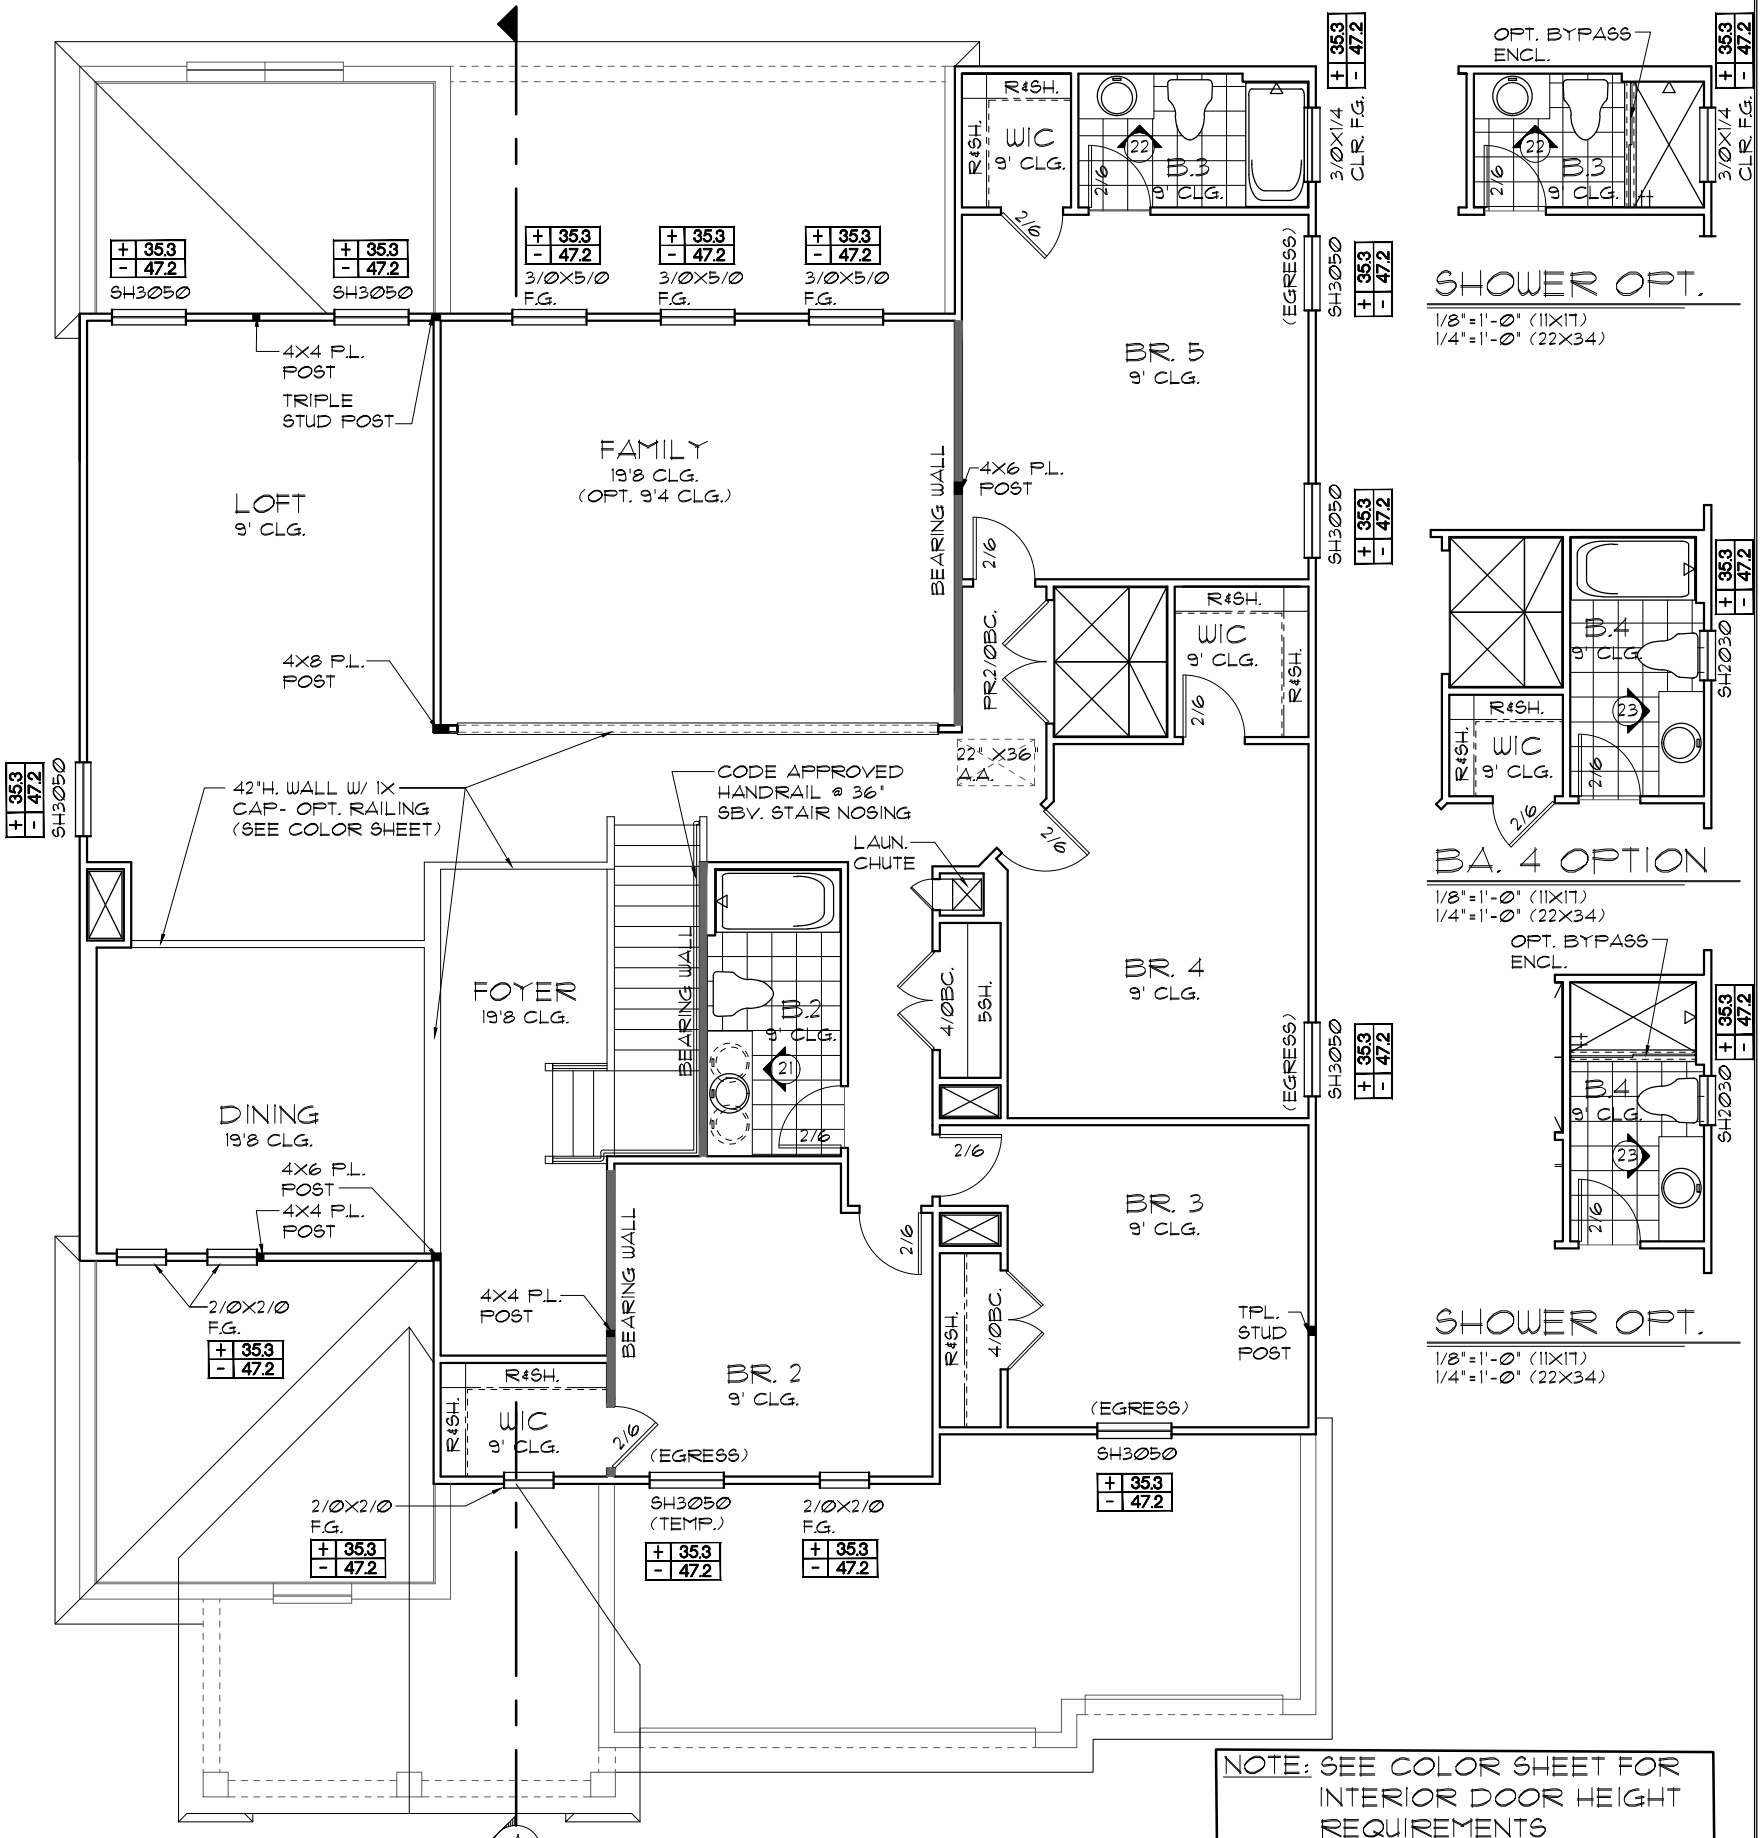 OPT. BYPASS
ENCL.
+ 35.3
- 47.2
3/0X1/4
CLR. F.G.
+ 35.3
- 47.2
3/0X1/4
CLR. F.G.
R&SH.
R&SH.
WIC
9' CLG.
2/6
22
B.3
9' CLG.
2/6
22
B.3
9' CLG.
2/6
SHOWER OPT.
1/8"=1'-0" (11X17)
1/4"=1'-0" (22X34)
+ 35.3
- 47.2
SH3050
+ 35.3
- 47.2
SH3050
+ 35.3
- 47.2
3/0X5/0
F.G.
+ 35.3
- 47.2
3/0X5/0
F.G.
+ 35.3
- 47.2
3/0X5/0
F.G.
(EGRESS)
SH3050
+ 35.3
- 47.2
4X4 P.L.
POST
TRIPLE
STUD POST
BR. 5
9' CLG.
FAMILY
19'8 CLG.
(OPT. 9'4 CLG.)
LOFT
9' CLG.
BEARING WALL
4X6 P.L.
POST
SH3050
+ 35.3
- 47.2
2/6
PR.2/0BC.
R&SH.
WIC
9' CLG.
R&SH.
2/6
4X8 P.L.
POST
22" X36"
A.A.
B.4
9' CLG.
+ 35.3
- 47.2
SH2030
23
R&SH.
R&SH.
WIC
9' CLG.
2/6
2/6
BA. 4 OPTION
1/8"=1'-0" (11X17)
1/4"=1'-0" (22X34)
+ 35.3
- 47.2
SH3050
42"H. WALL W/ 1X
CAP- OPT. RAILING
(SEE COLOR SHEET)
CODE APPROVED
HANDRAIL @ 36"
SBV. STAIR NOSING
LAUN.
CHUTE
2/6
OPT. BYPASS
ENCL.
BR. 4
9' CLG.
4/0BC.
5SH.
FOYER
19'8 CLG.
BEARING WALL
B.2
9' CLG.
21
2/6
(EGRESS)
SH3050
+ 35.3
- 47.2
+ 35.3
- 47.2
SH2030
B.4
9' CLG.
23
2/6
DINING
19'8 CLG.
4X6 P.L.
POST
4X4 P.L.
POST
2/6
BR. 3
9' CLG.
2/6
BEARING WALL
4X4 P.L.
POST
2/0X2/0
F.G.
+ 35.3
- 47.2
R&SH.
4/0BC.
TPL.
STUD
POST
SHOWER OPT.
1/8"=1'-0" (11X17)
1/4"=1'-0" (22X34)
R&SH.
R&SH.
WIC
9' CLG.
2/6
BR. 2
9' CLG.
(EGRESS)
(EGRESS)
SH3050
+ 35.3
- 47.2
2/0X2/0
F.G.
+ 35.3
- 47.2
SH3050
(TEMP.)
+ 35.3
- 47.2
2/0X2/0
F.G.
+ 35.3
- 47.2
NOTE: SEE COLOR SHEET FOR
INTERIOR DOOR HEIGHT
REQUIREMENTS